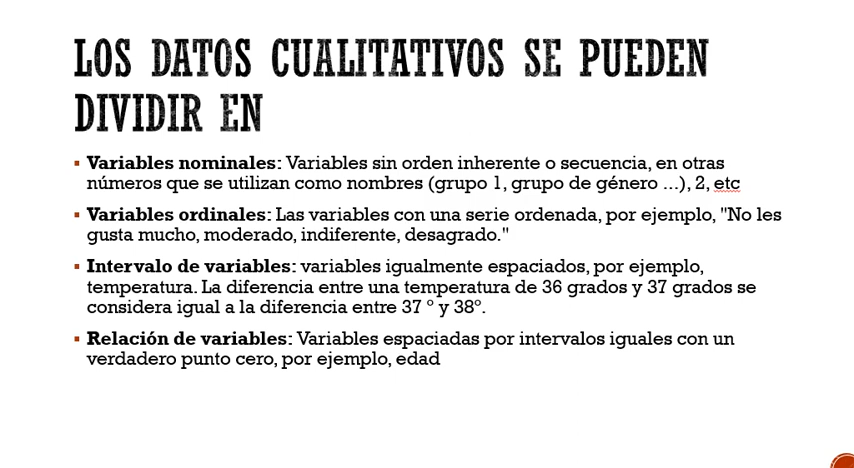 LOS DATOS CUALITATIVOS SE PUEDEN
DIVIDIR EN
▪ Variables nominales: Variables sin orden inherente o secuencia, en otras
números que se utilizan como nombres (grupo 1, grupo de género ...), 2, etc
▪ Variables ordinales: Las variables con una serie ordenada, por ejemplo, "No les
gusta mucho, moderado, indiferente, desagrado."
▪ Intervalo de variables: variables igualmente espaciados, por ejemplo,
temperatura. La diferencia entre una temperatura de 36 grados y 37 grados se
considera igual a la diferencia entre 37 º y 38º.
▪ Relación de variables: Variables espaciadas por intervalos iguales con un
verdadero punto cero, por ejemplo, edad